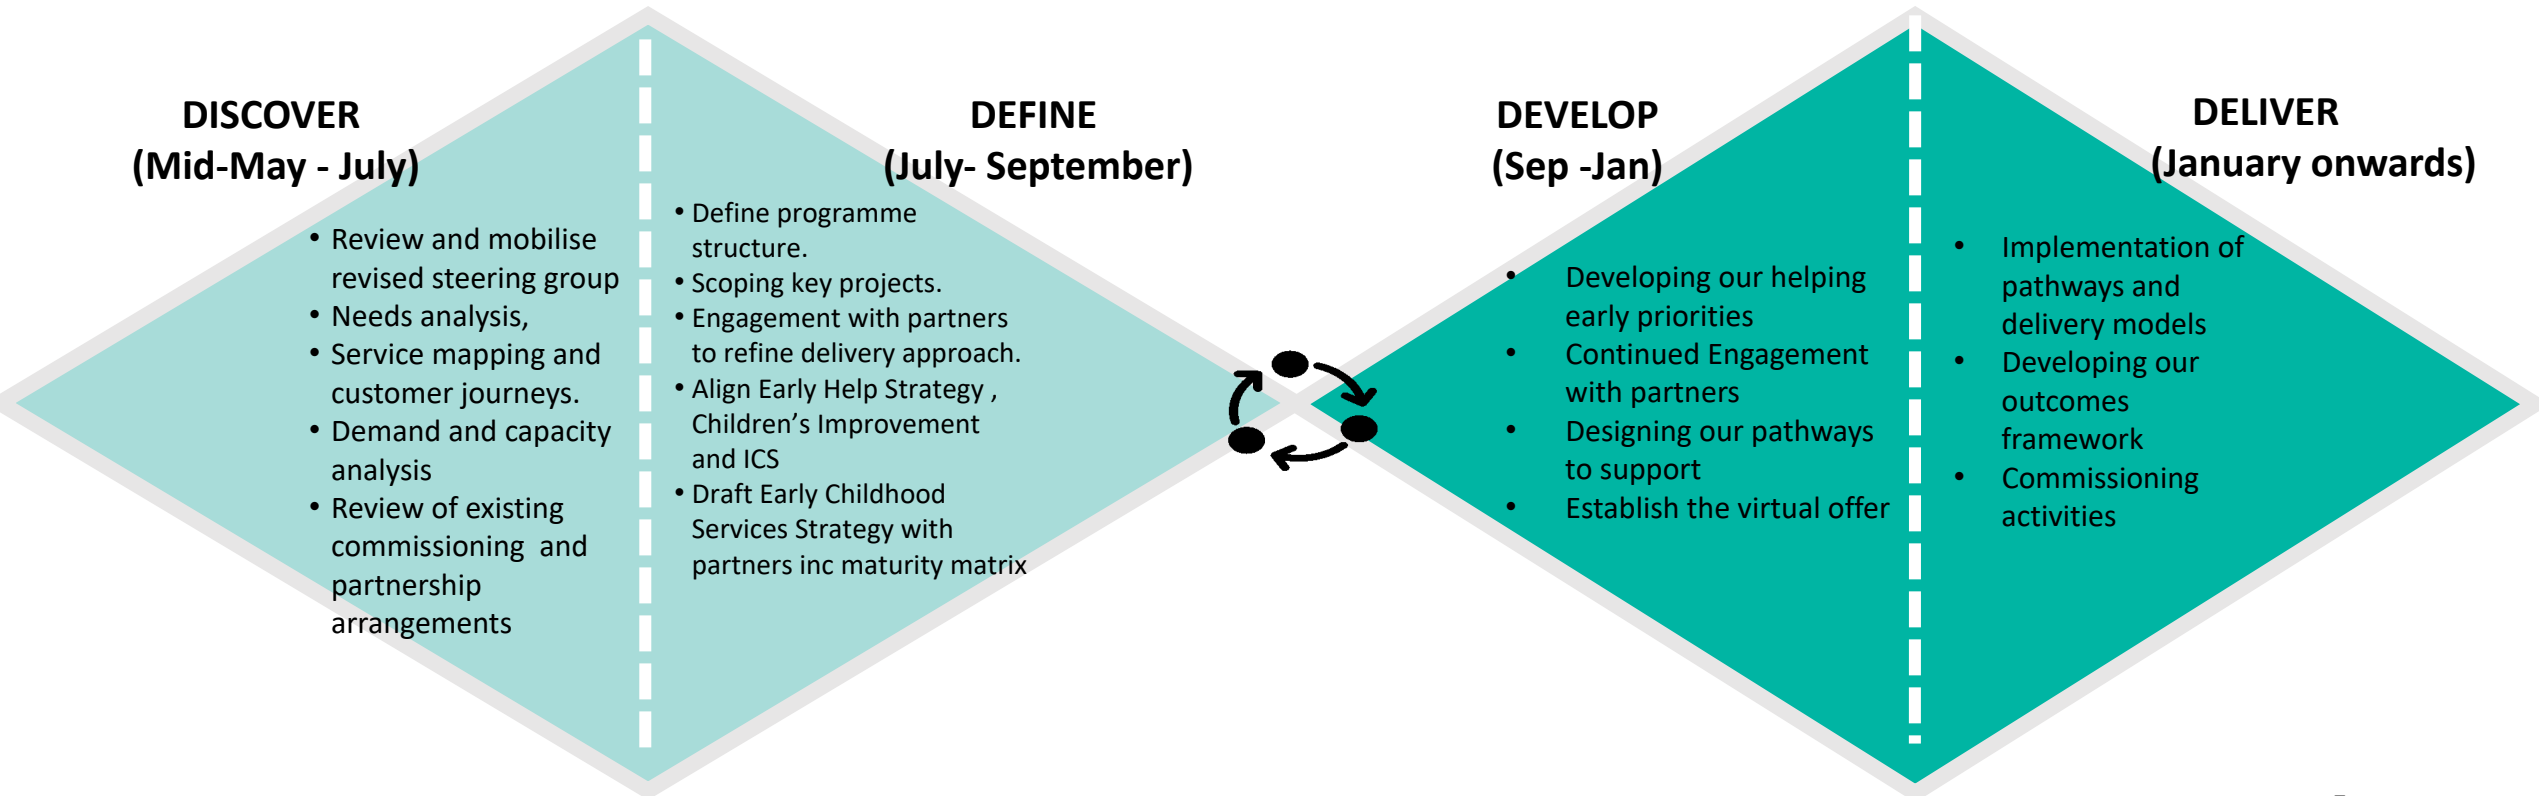 DISCOVER
(Mid-May - July)
• Review and mobilise
revised steering group
• Needs analysis,
• Service mapping and
customer journeys.
• Demand and capacity
analysis
• Review of existing
commissioning  and
partnership
arrangements
DEFINE
(July- September)
• Define programme
structure.
• Scoping key projects.
• Engagement with partners
to refine delivery approach.
• Align Early Help Strategy ,
Children’s Improvement
and ICS
• Draft Early Childhood
Services Strategy with
partners inc maturity matrix
DEVELOP
(Sep -Jan)
• Developing our helping
early priorities
• Continued Engagement
with partners
• Designing our pathways
to support
• Establish the virtual offer
DELIVER
(January onwards)
• Implementation of
pathways and
delivery models
• Developing our
outcomes
framework
• Commissioning
activities